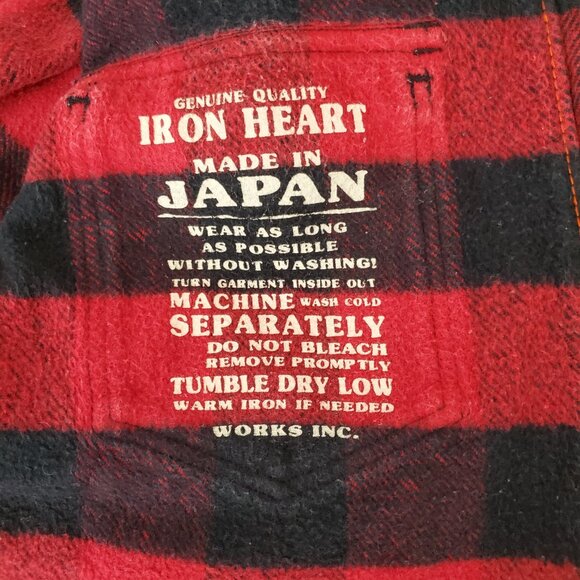 GENUINE QUALITY
IRON HEART
MADE IN
JAPAN
WEAR AS LONG
AS POSSIBLE
WITHOUT WASHING!
TURN GARMENT INSIDE OUT
MACHINE WASH COLD
SEPARATELY
DO NOT BLEACH
REMOVE PROMPTLY
TUMBLE DRY LOW
WARM IRON IF NEEDED
WORKS INC.